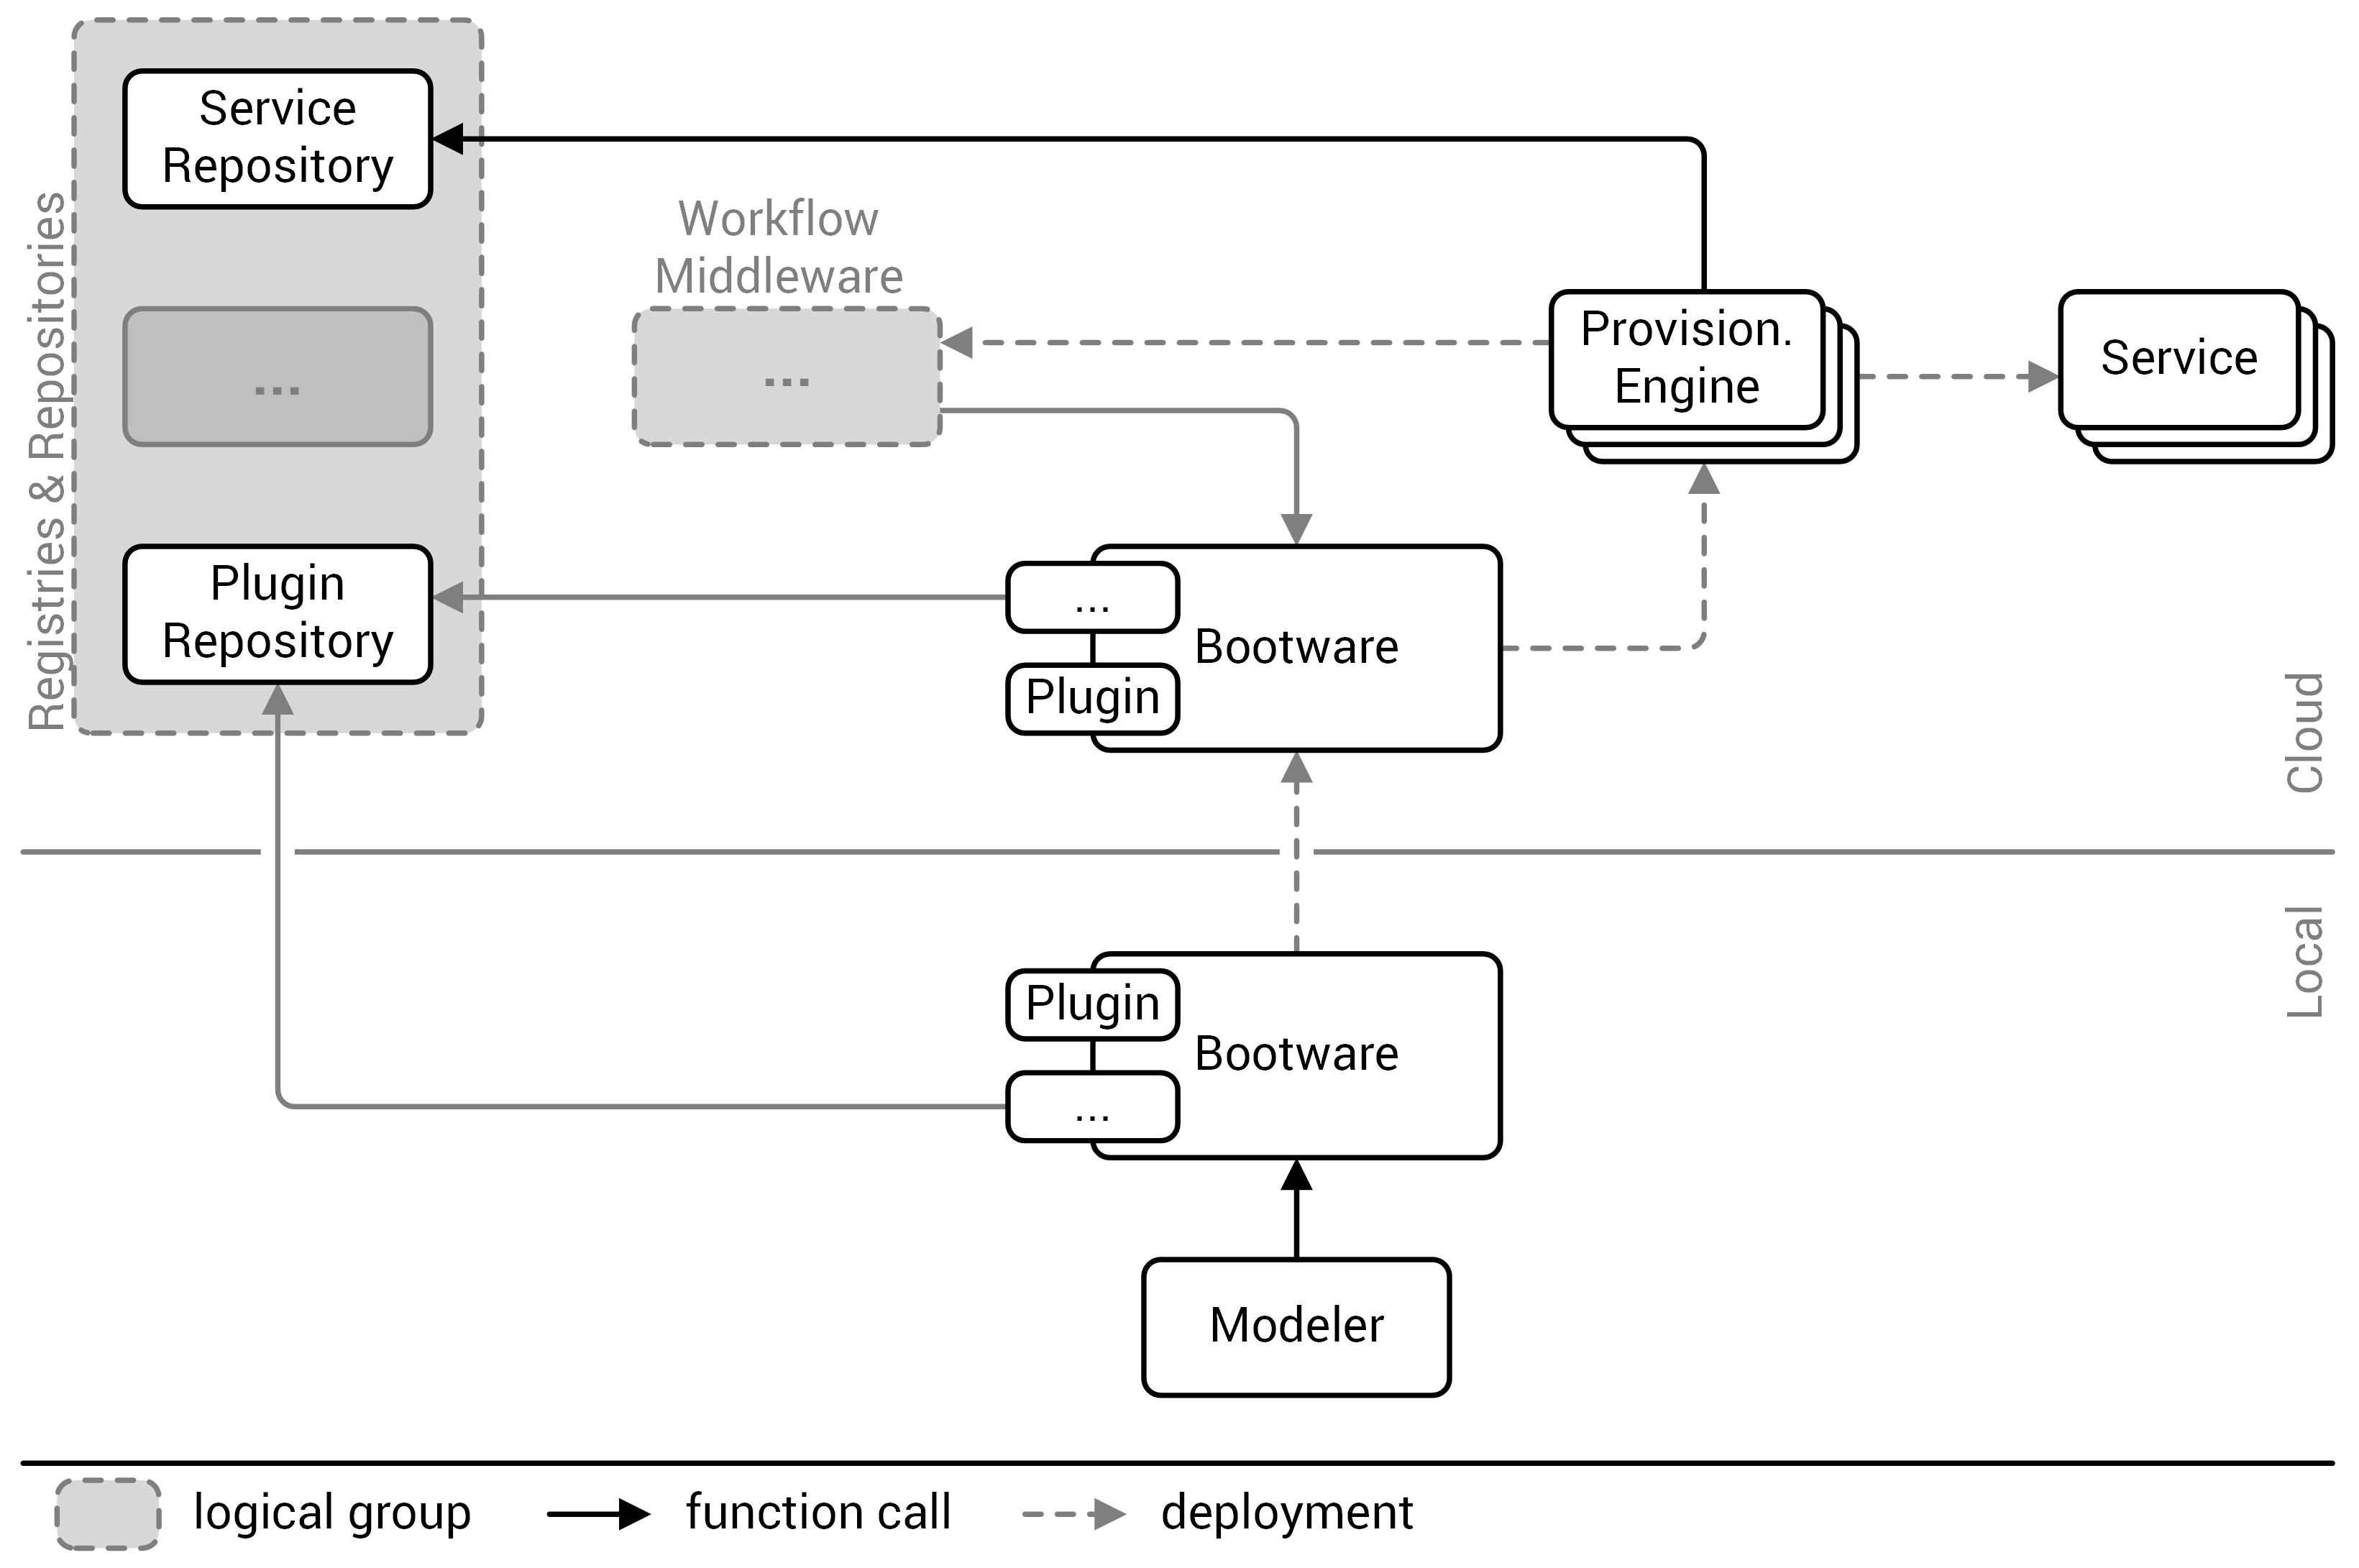 Service
Repository
Registries & Repositories
...
Plugin
Repository
Workflow
Middleware
...
Provision.
Engine
Service
...
Plugin
Bootware
Cloud
Local
Plugin
...
Bootware
Modeler
logical group
function call
deployment